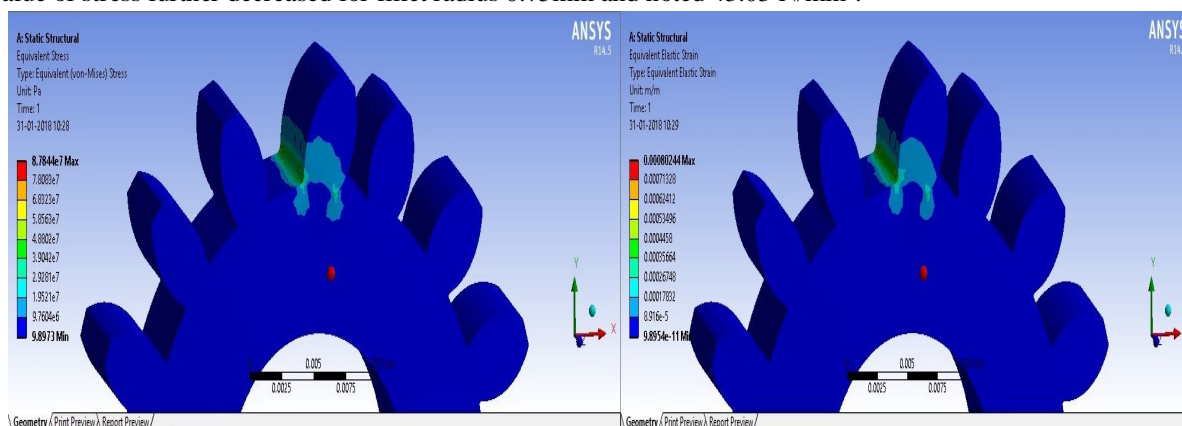 of stress further decreased for fillet radius 0.75mm and noted 43.63
ANSYS
R14.5
A: Static Structural
Equivalent Stress
Type: Equivalent (von-Mises) Stress
Unit: Pa
Time: 1
31-01-2018 10:28
8.7844e7 Max
7.8083e7
6.8323e7
5.8563e7
4.8802e7
3.9042e7
2.9281e7
1.9521e7
9.7604e6
9.8973 Min
Y
X
0.005
0.0025
0.0075
Geometry Print Preview Report Preview
ANSYS
R14.5
A: Static Structural
Equivalent Elastic Strain
Type: Equivalent Elastic Strain
Unit: m/m
Time: 1
31-01-2018 10:29
0.00080244 Max
0.00071328
0.00062412
0.00053496
0.0004458
0.00035664
0.00026748
0.00017832
8.916e-5
9.8954e-11
Y
X
0.005
0.0025
0.0075
Geometry Print Preview Report Preview